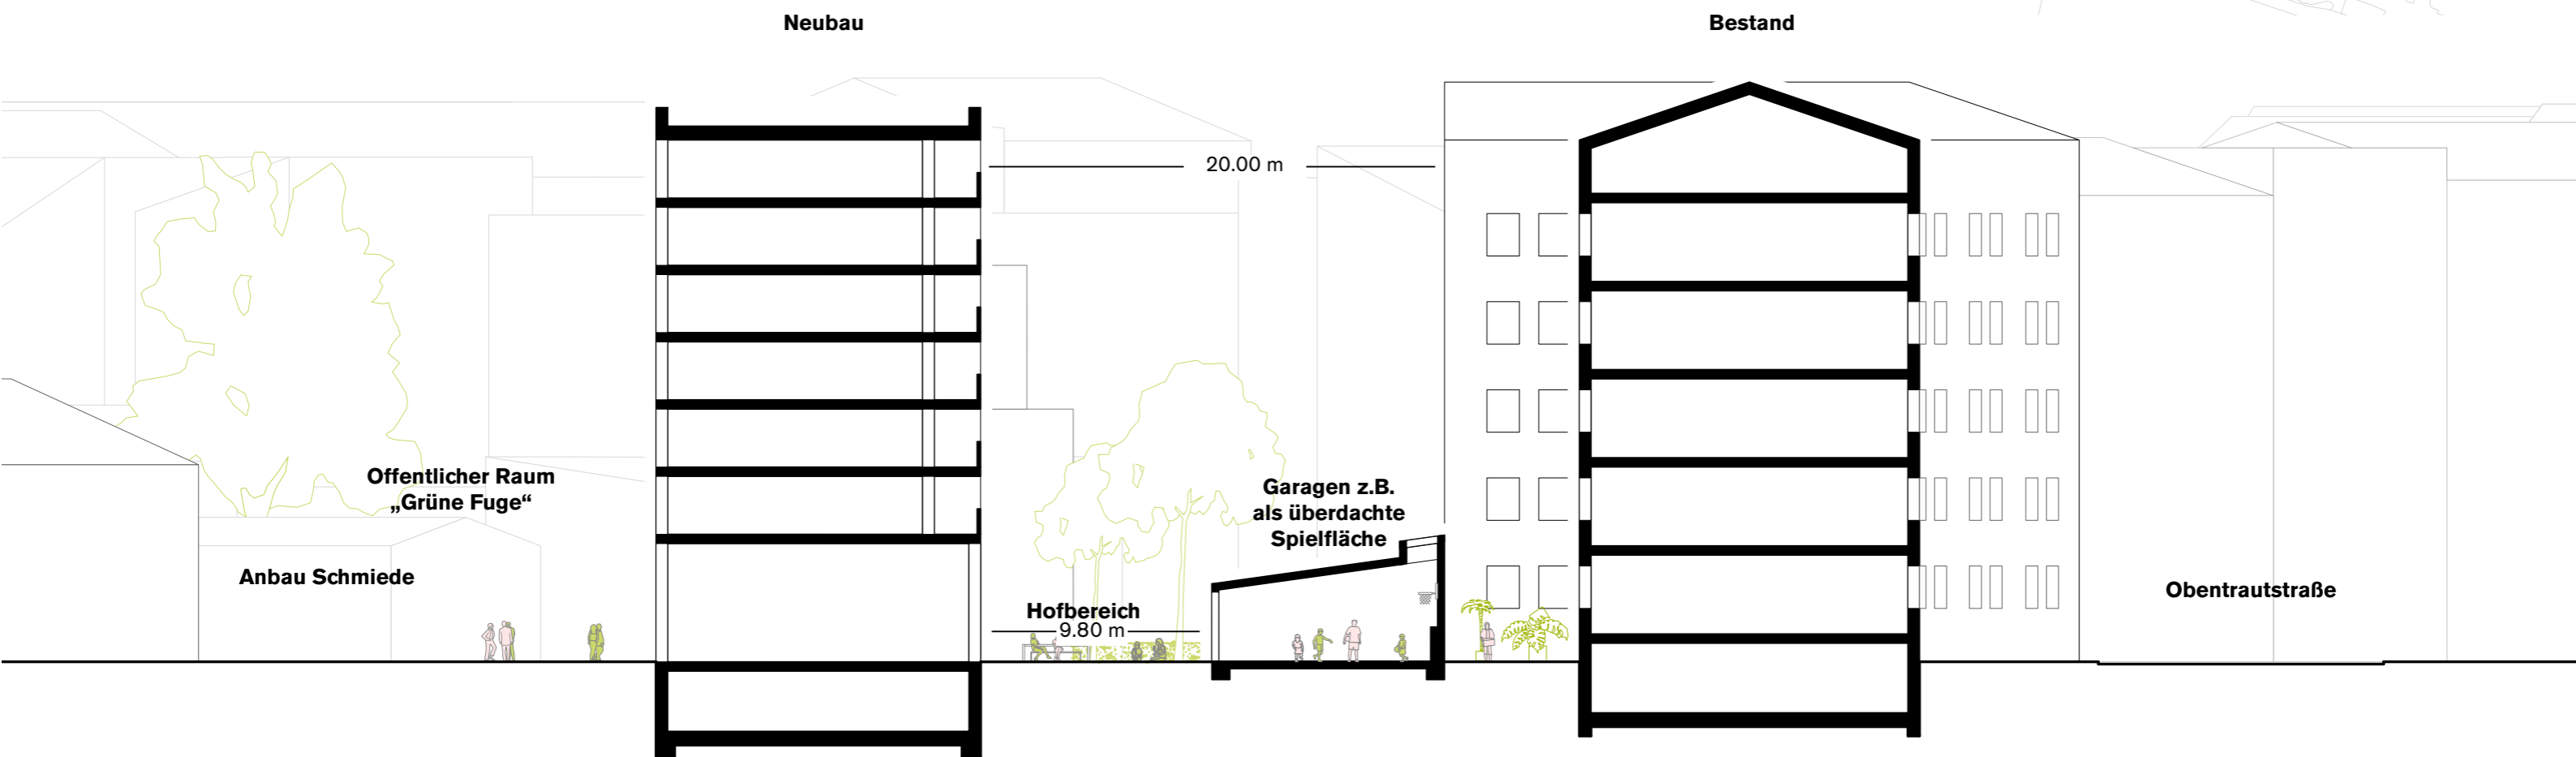 Neubau
Bestand
20.00 m
Offentlicher Raum
„Grüne Fuge“
Garagen z.B.
als überdachte
Spielfläche
Anbau Schmiede
Hofbereich
9.80 m
Obentrautstraße